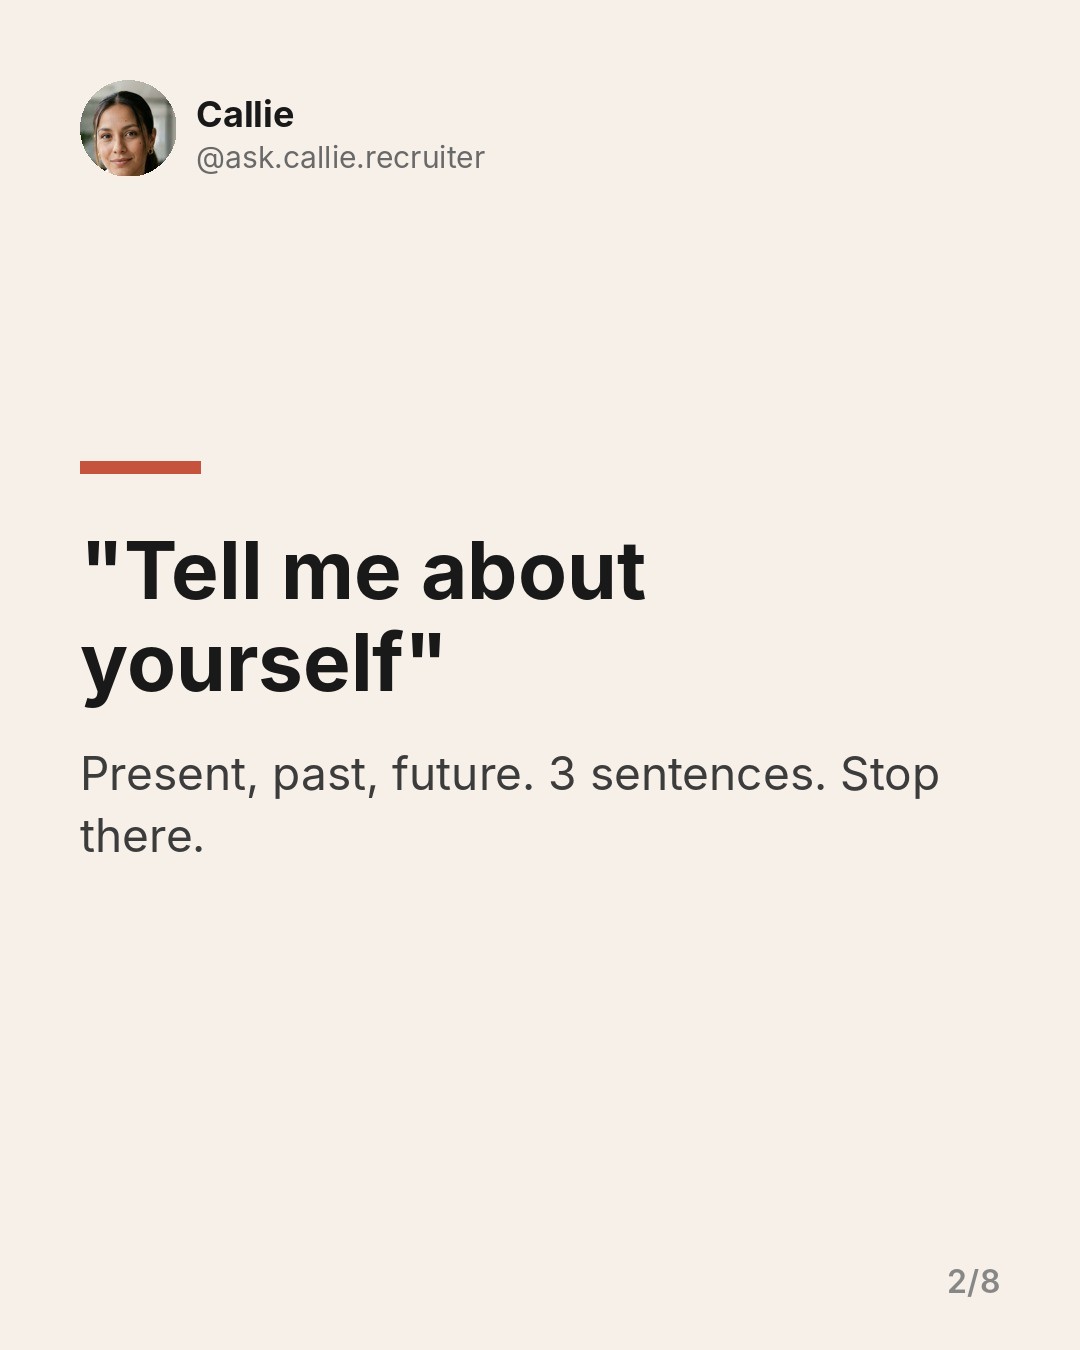 Callie
@ask.callie.recruiter
"Tell me about
yourself"
Present, past, future. 3 sentences. Stop
there.
2/8